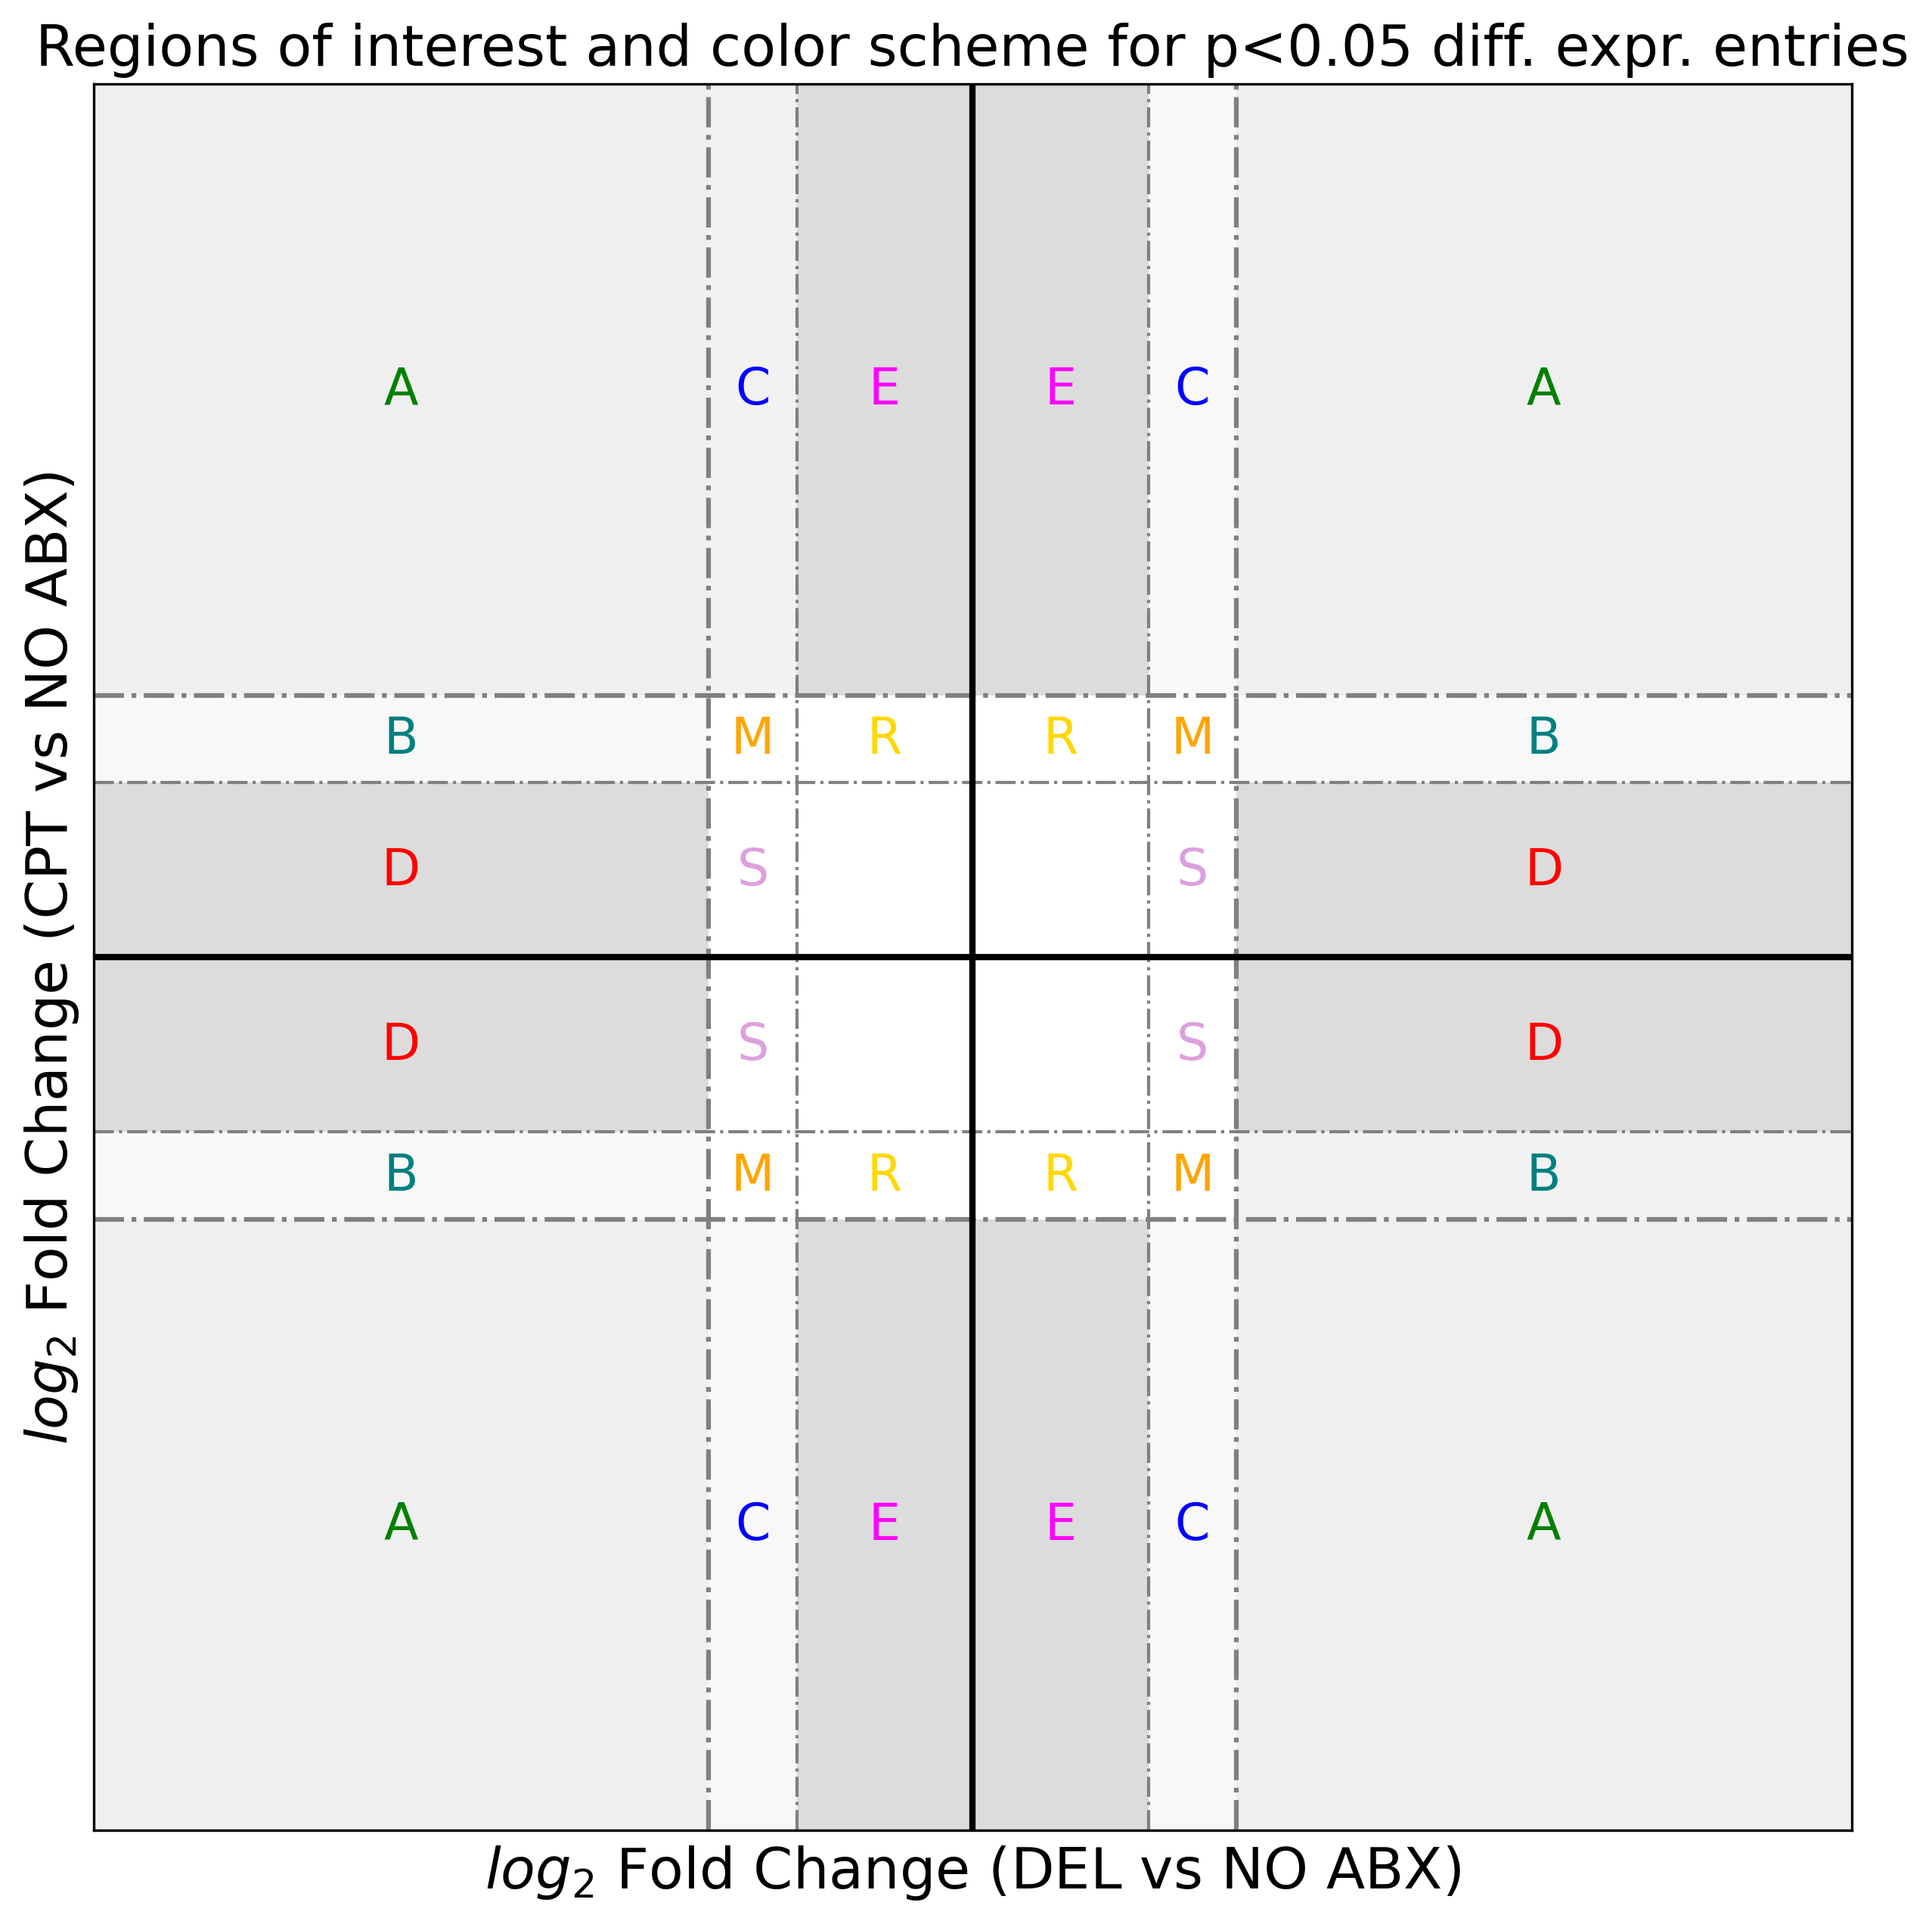 Regions of interest and color scheme for p<0.05 diff. expr. entries
log₂ Fold Change (CPT vs NO ABX)
A C E E C A
B M R R M B
D S S D
D S S D
B M R R M B
A C E E C A
log₂ Fold Change (DEL vs NO ABX)